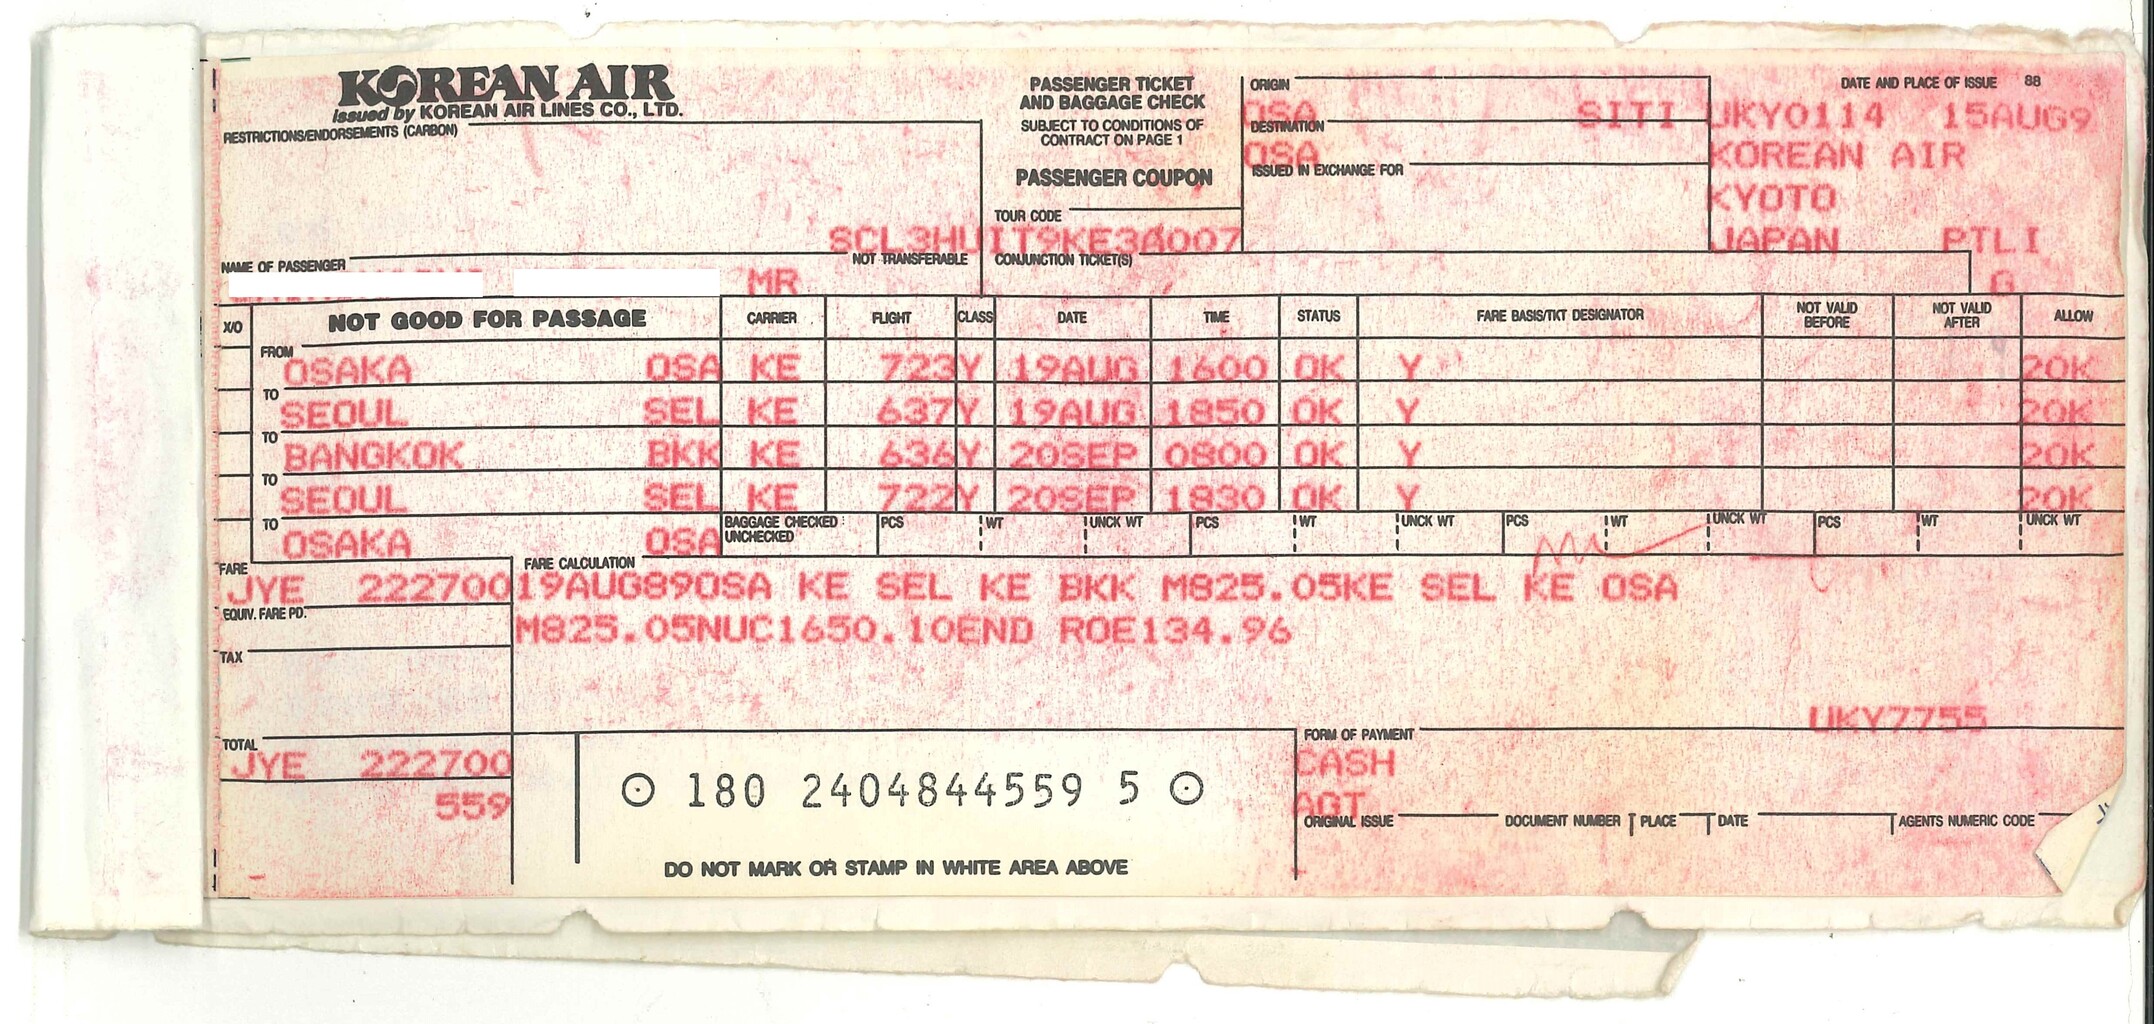 KOREAN AIR
issued by KOREAN AIR LINES CO., LTD.
RESTRICTIONS/ENDORSEMENTS (CARBON)
PASSENGER TICKET
AND BAGGAGE CHECK
SUBJECT TO CONDITIONS OF
CONTRACT ON PAGE 1
PASSENGER COUPON
ORIGIN
DATE AND PLACE OF ISSUE 88
OSA SITI UKY0114 15AUG9
DESTINATION
OSA KOREAN AIR
ISSUED IN EXCHANGE FOR
KYOTO
JAPAN PTLI
TOUR CODE
8CL3HUIT9KE3A007
NAME OF PASSENGER NOT TRANSFERABLE CONJUNCTION TICKET(S)
MR
X/O NOT GOOD FOR PASSAGE CARRIER FLIGHT CLASS DATE TIME STATUS FARE BASIS/TKT DESIGNATOR NOT VALID BEFORE NOT VALID AFTER ALLOW
FROM OSAKA OSA KE 723 Y 19AUG 1600 OK Y 20K
TO SEOUL SEL KE 637 Y 19AUG 1850 OK Y 20K
TO BANGKOK BKK KE 636 Y 20SEP 0800 OK Y 20K
TO SEOUL SEL KE 722 Y 20SEP 1830 OK Y 20K
TO OSAKA OSA BAGGAGE CHECKED UNCHECKED PCS WT UNCK WT PCS WT UNCK WT PCS WT UNCK WT PCS WT UNCK WT
FARE FARE CALCULATION
JYE 222700 19AUG89OSA KE SEL KE BKK M825.05KE SEL KE OSA
EQUIV. FARE PD.
M825.05NUC1650.10END ROE134.96
TAX
UKY7755
TOTAL FORM OF PAYMENT
JYE 222700 CASH
559 180 2404844559 5 AGT
ORIGINAL ISSUE DOCUMENT NUMBER PLACE DATE AGENTS NUMERIC CODE
DO NOT MARK OR STAMP IN WHITE AREA ABOVE